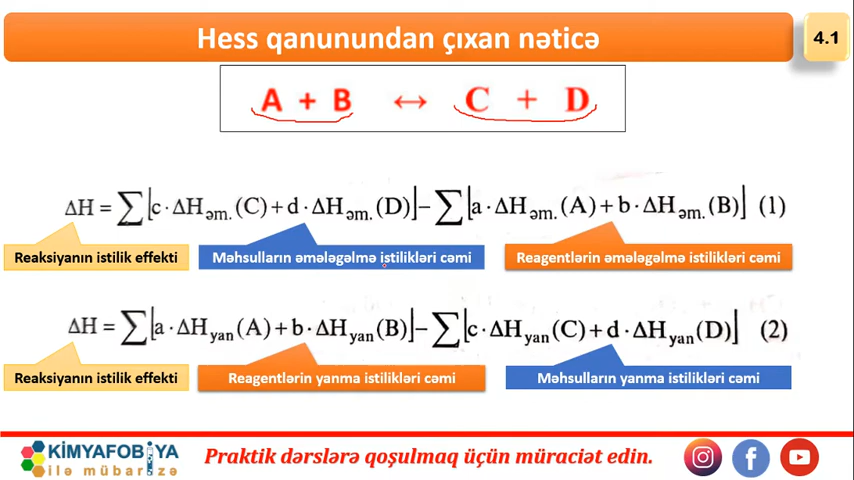 Hess qanunundan çıxan nəticə
4.1
A + B ↔ C + D
ΔH = ∑⌊c · ΔHəm.(C) + d · ΔHəm.(D)⌋ – ∑⌊a · ΔHəm.(A) + b · ΔHəm.(B)⌋ (1)
Reaksiyanın istilik effekti
Məhsulların əmələgəlmə istilikləri cəmi
Reagentlərin əmələgəlmə istilikləri cəmi
ΔH = ∑⌊a · ΔHyan(A) + b · ΔHyan(B)⌋ – ∑⌊c · ΔHyan(C) + d · ΔHyan(D)⌋ (2)
Reaksiyanın istilik effekti
Reagentlərin yanma istilikləri cəmi
Məhsulların yanma istilikləri cəmi
KİMYAFOBİYA
ilə mübarizə
Praktik dərslərə qoşulmaq üçün müraciət edin.